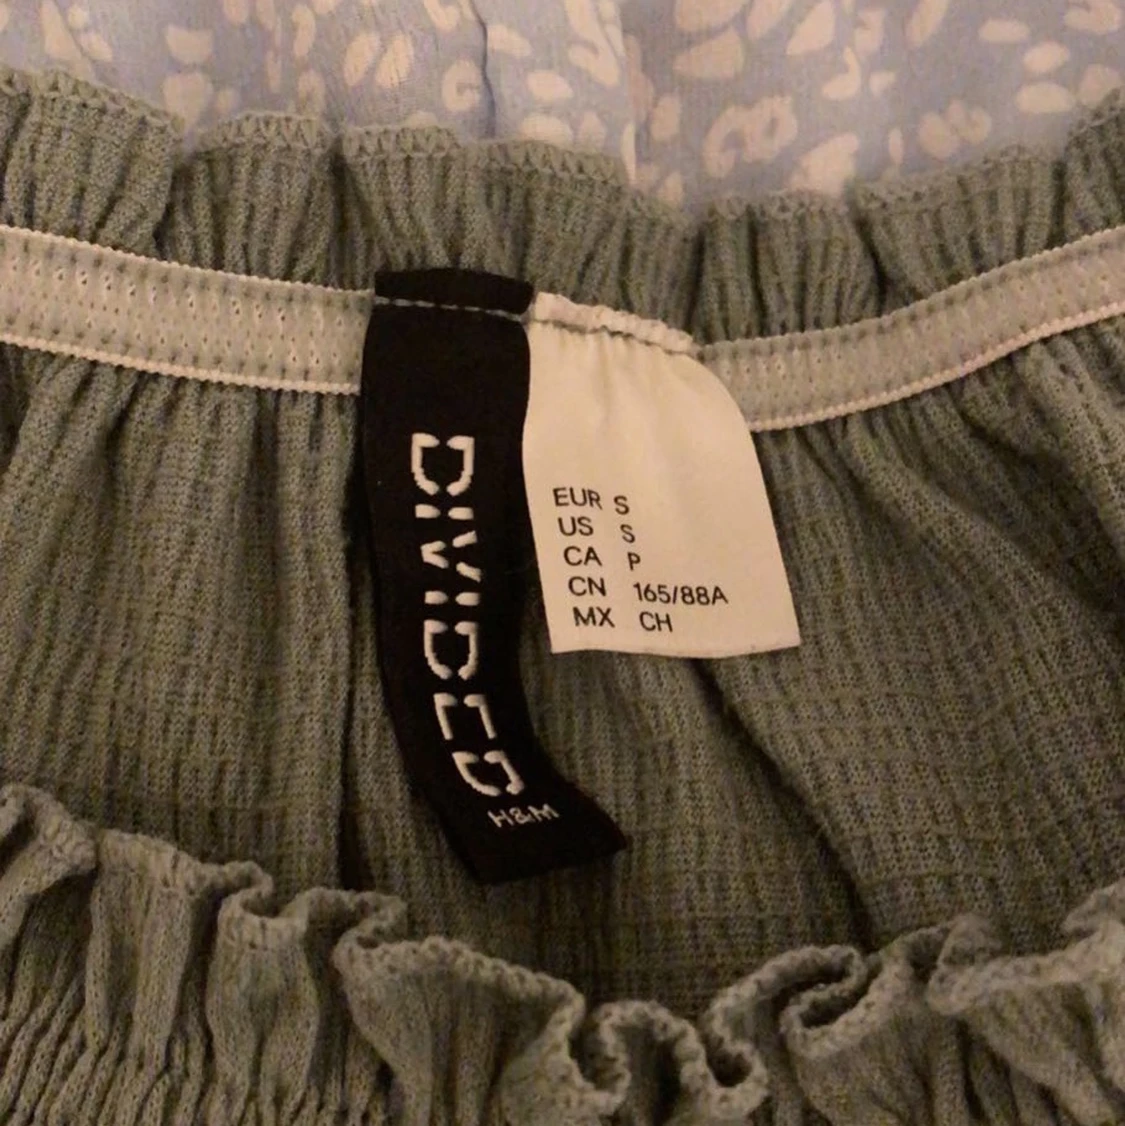 DIVIDED
H&M
EUR S
US S
CA P
CN 165/88A
MX CH